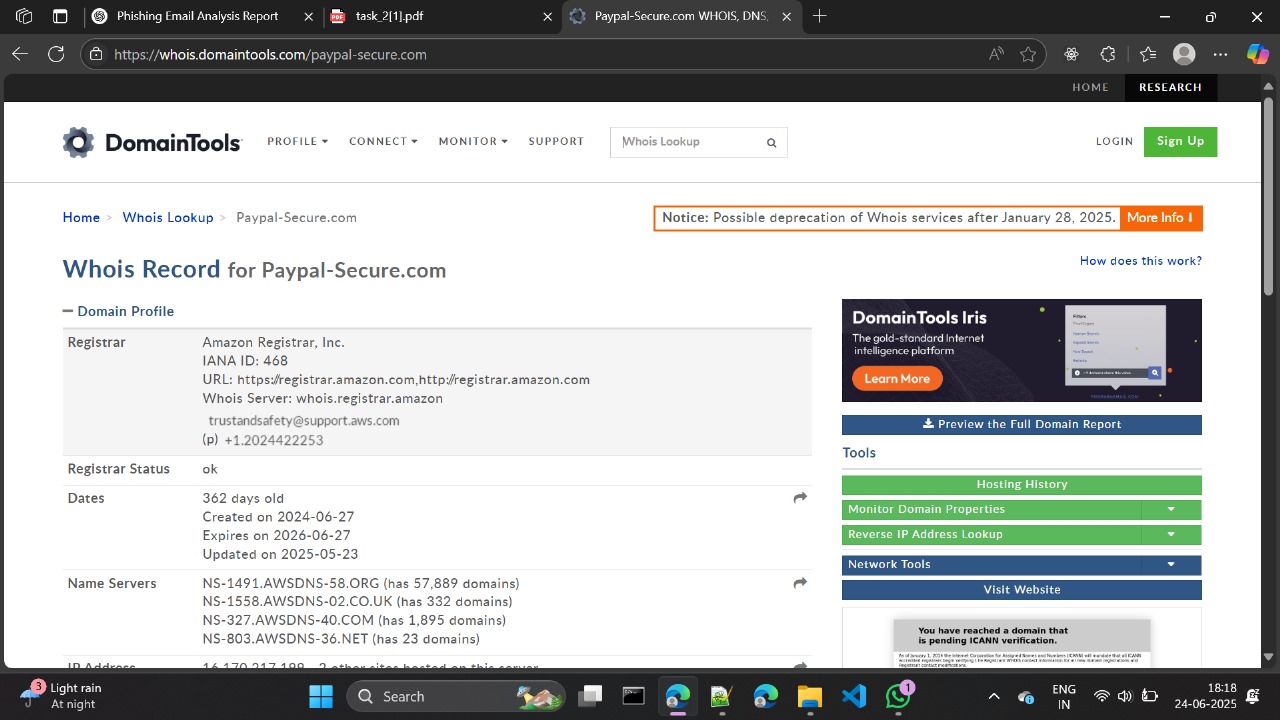 Phishing Email Analysis Report
task_2[1].pdf
Paypal-Secure.com WHOIS, DNS,
https://whois.domaintools.com/paypal-secure.com
HOME
RESEARCH
DomainTools
PROFILE
CONNECT
MONITOR
SUPPORT
Whois Lookup
LOGIN
Sign Up
Home > Whois Lookup > Paypal-Secure.com
Notice: Possible deprecation of Whois services after January 28, 2025. More Info
Whois Record for Paypal-Secure.com
How does this work?
Domain Profile
Registrar
Amazon Registrar, Inc.
IANA ID: 468
URL: https://registrar.amazon.com,http://registrar.amazon.com
Whois Server: whois.registrar.amazon
trustandsafety@support.aws.com
(p) +1.2024422253
Registrar Status
ok
Dates
362 days old
Created on 2024-06-27
Expires on 2026-06-27
Updated on 2025-05-23
Name Servers
NS-1491.AWSDNS-58.ORG (has 57,889 domains)
NS-1558.AWSDNS-02.CO.UK (has 332 domains)
NS-327.AWSDNS-40.COM (has 1,895 domains)
NS-803.AWSDNS-36.NET (has 23 domains)
IP Address
DomainTools Iris
The gold-standard Internet
intelligence platform
Learn More
Preview the Full Domain Report
Tools
Hosting History
Monitor Domain Properties
Reverse IP Address Lookup
Network Tools
Visit Website
You have reached a domain that
is pending ICANN verification.
3
Light rain
At night
Search
1
ENG
IN
18:18
24-06-2025